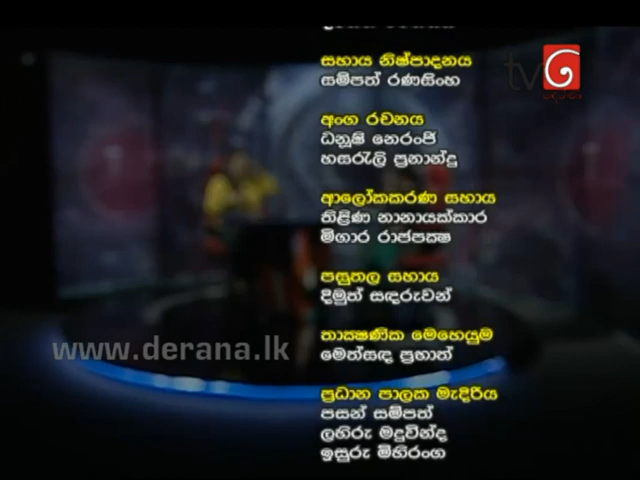 සහාය නිෂ්පාදනය
සම්පත් රණසිංහ
tv
අංග රචනය
ධනූෂි නෙරංජි
හසරැලි ප්‍රනාන්දු
ආලෝකකරණ සහාය
තිළිණ නානායක්කාර
මිගාර රාජපක්‍ෂ
පසුතල සහාය
දිමුත් සඳරුවන්
තාක්‍ෂණික මෙහෙයුම්
මෙත්සඳ ප්‍රභාත්
www.derana.lk
ප්‍රධාන පාලක මැදිරිය
පසන් සම්පත්
ලහිරු මදුවින්ද
ඉසුරු මිහිරංග